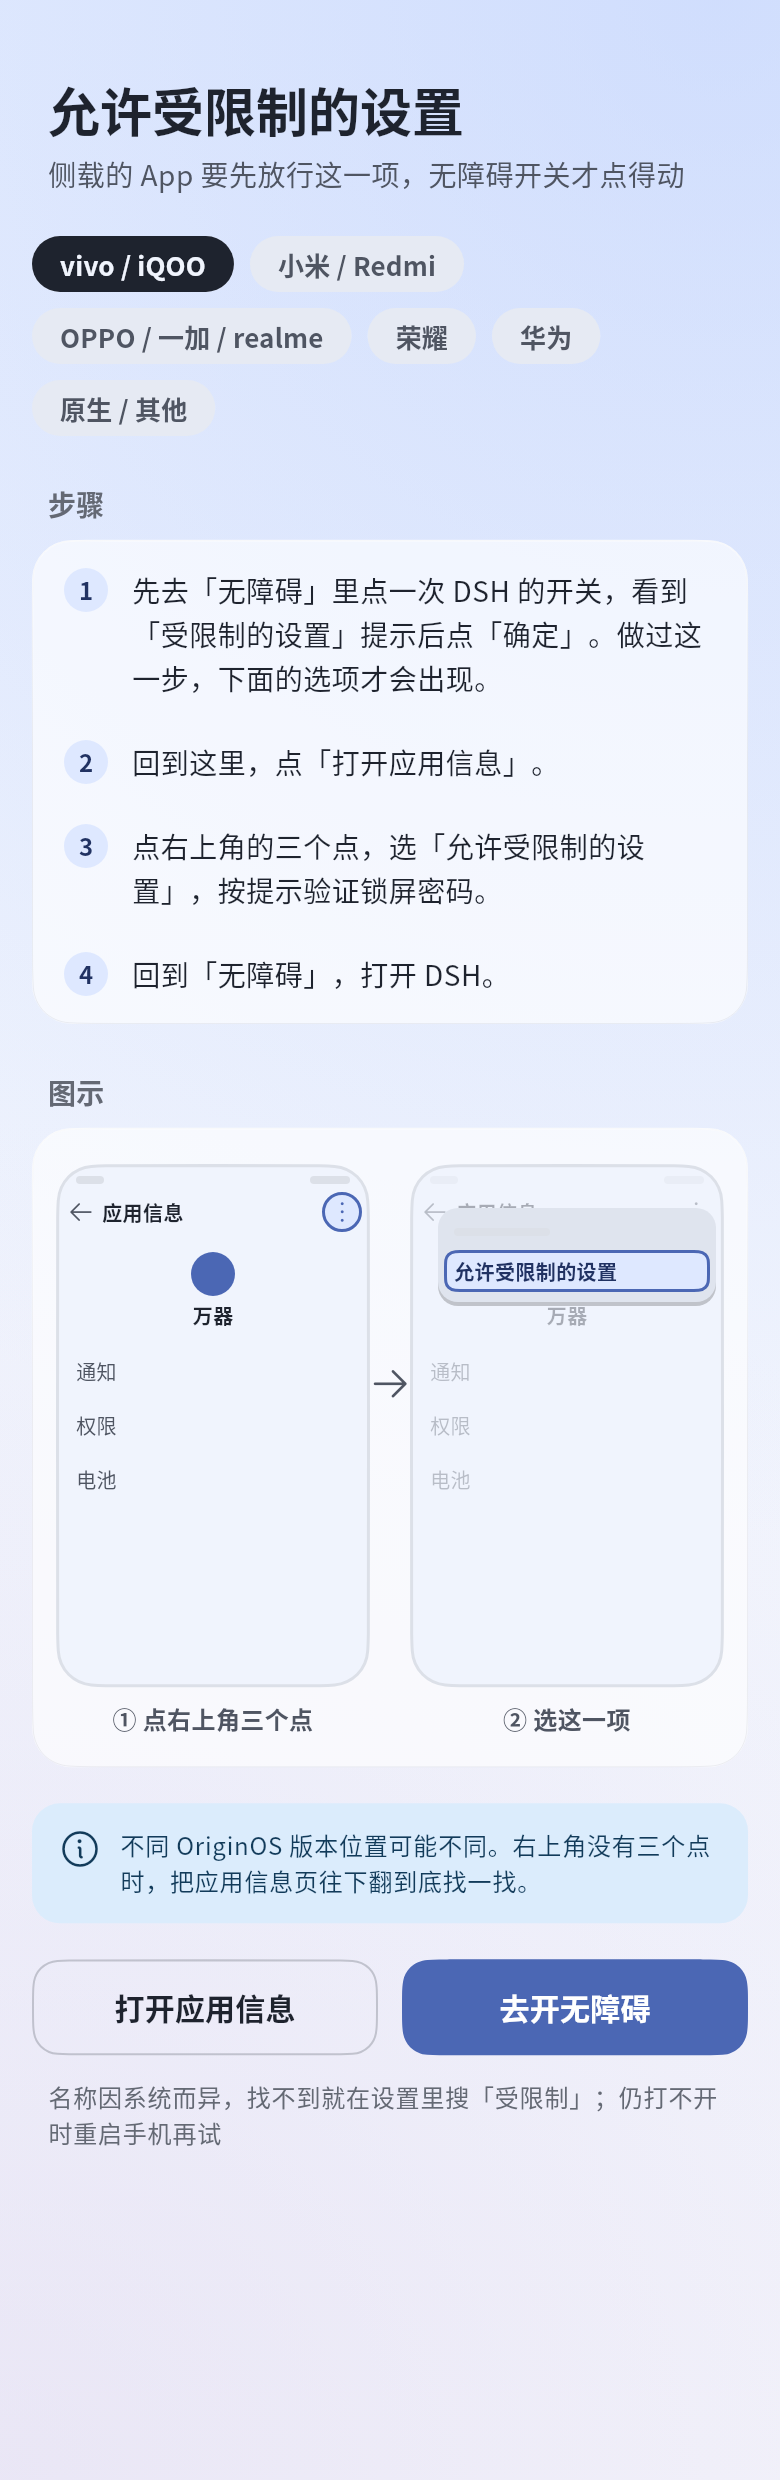 允许受限制的设置
侧载的 App 要先放行这一项，无障碍开关才点得动
vivo / iQOO
小米 / Redmi
OPPO / 一加 / realme
荣耀
华为
原生 / 其他
步骤
1 先去「无障碍」里点一次 DSH 的开关，看到
「受限制的设置」提示后点「确定」。做过这
一步，下面的选项才会出现。
2 回到这里，点「打开应用信息」。
3 点右上角的三个点，选「允许受限制的设
置」，按提示验证锁屏密码。
4 回到「无障碍」，打开 DSH。
图示
应用信息
万器
通知
权限
电池
① 点右上角三个点
应用信息
允许受限制的设置
万器
通知
权限
电池
② 选这一项
不同 OriginOS 版本位置可能不同。右上角没有三个点
时，把应用信息页往下翻到底找一找。
打开应用信息
去开无障碍
名称因系统而异，找不到就在设置里搜「受限制」；仍打不开
时重启手机再试